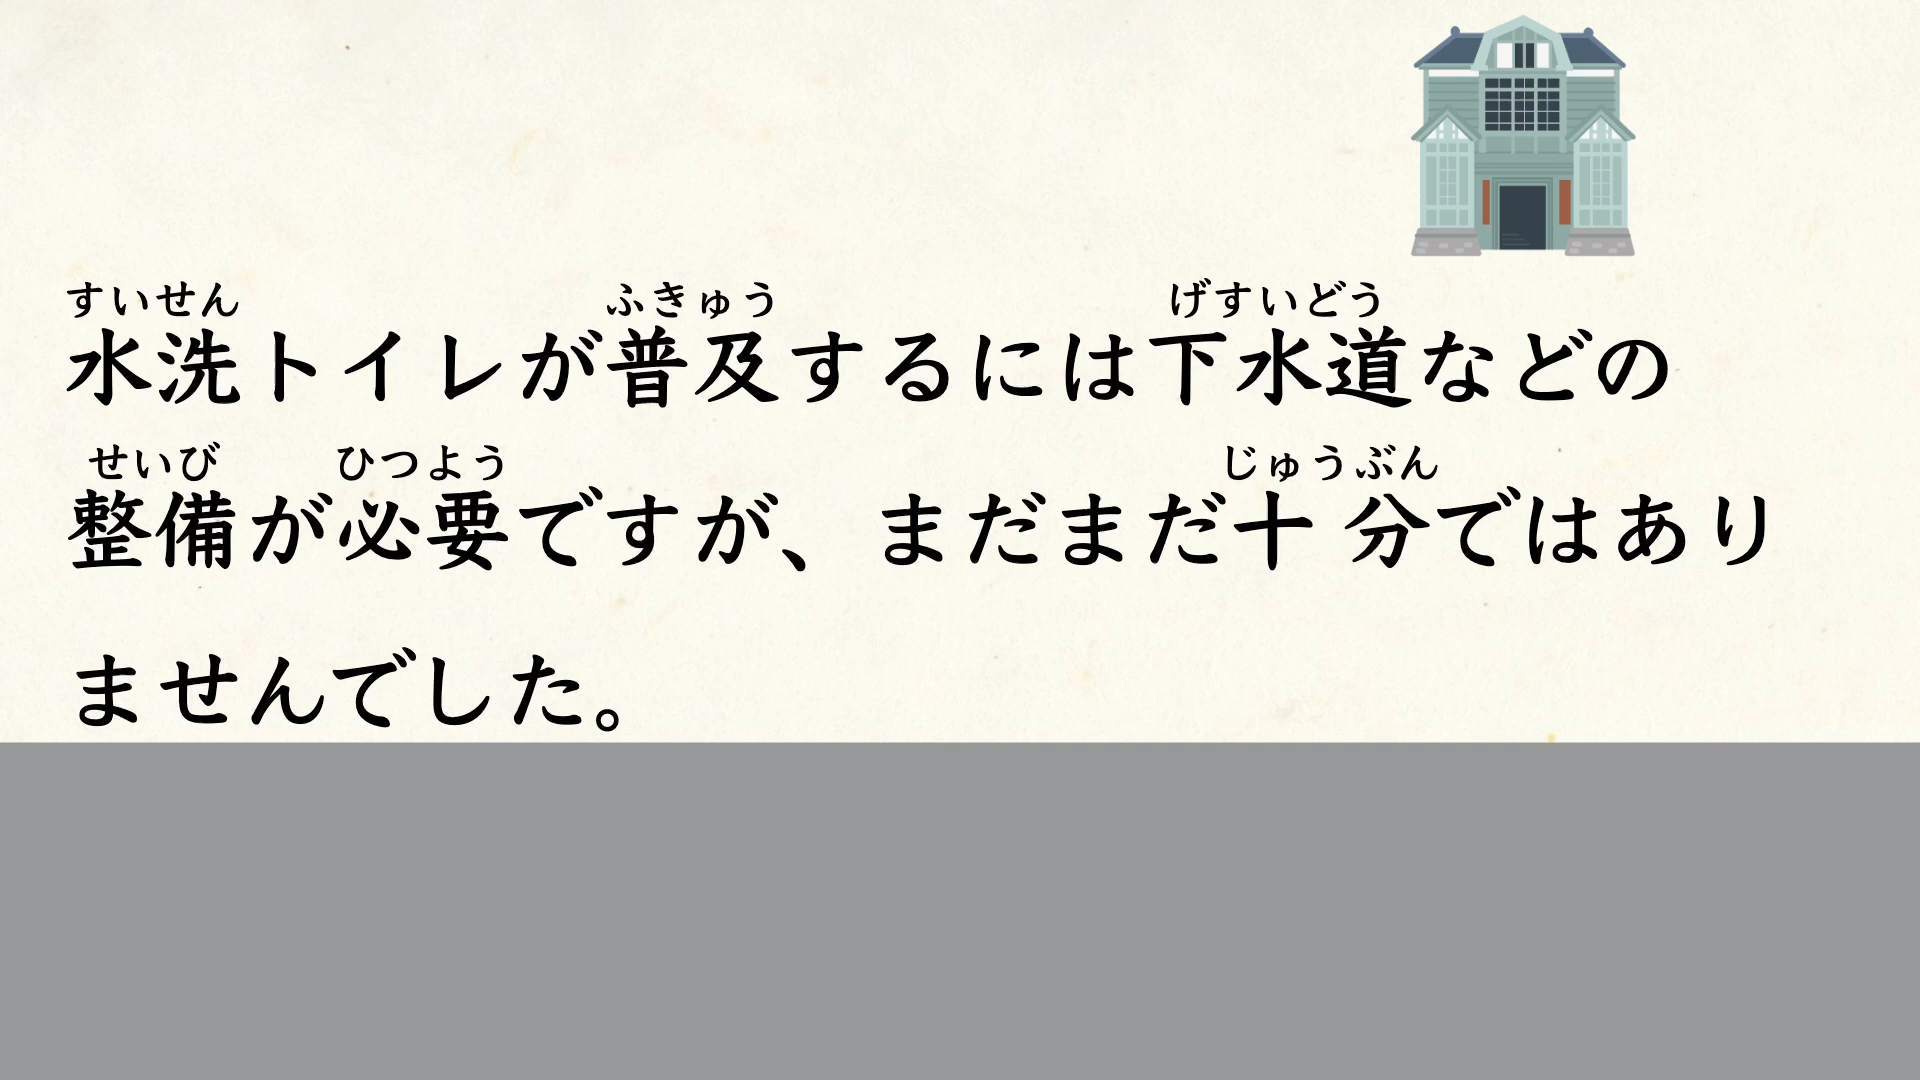 すいせん ふきゅう げすいどう
水洗トイレが普及するには下水道などの
せいび ひつよう じゅうぶん
整備が必要ですが、まだまだ十分ではあり
ませんでした。